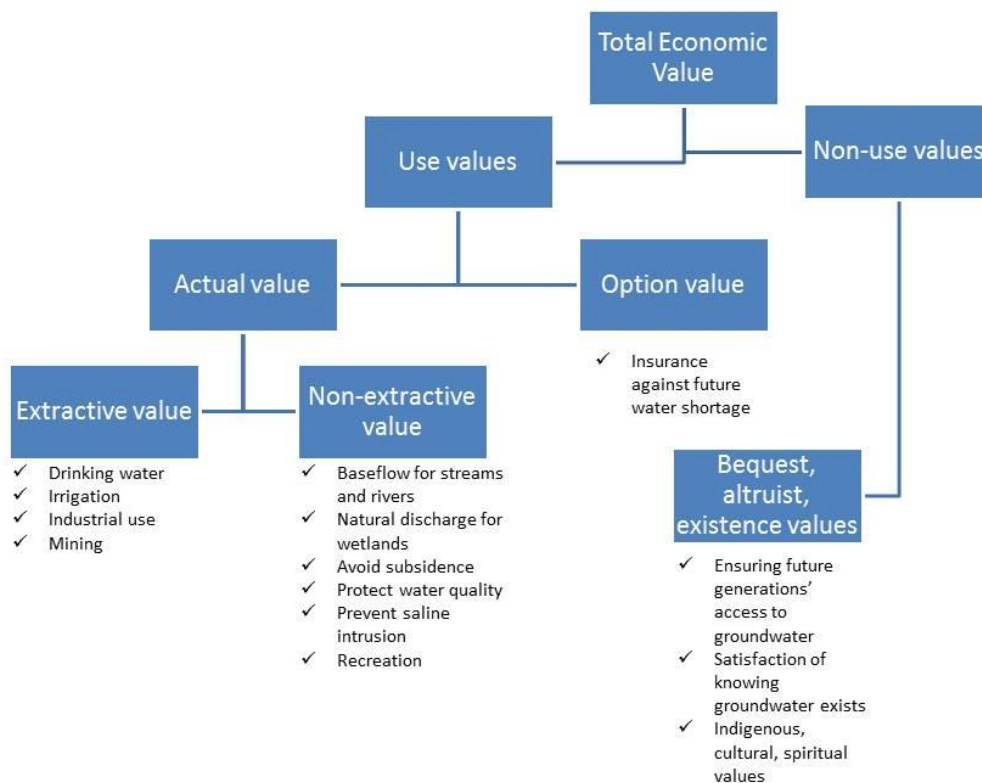 Total Economic
Value
Use values
Non-use values
Actual value
Option value
✓ Insurance
against future
water shortage
Extractive value
✓ Drinking water
✓ Irrigation
✓ Industrial use
✓ Mining
Non-extractive
value
✓ Baseflow for streams
and rivers
✓ Natural discharge for
wetlands
✓ Avoid subsidence
✓ Protect water quality
✓ Prevent saline
intrusion
✓ Recreation
Bequest,
altruist,
existence values
✓ Ensuring future
generations’
access to
groundwater
✓ Satisfaction of
knowing
groundwater exists
✓ Indigenous,
cultural, spiritual
values